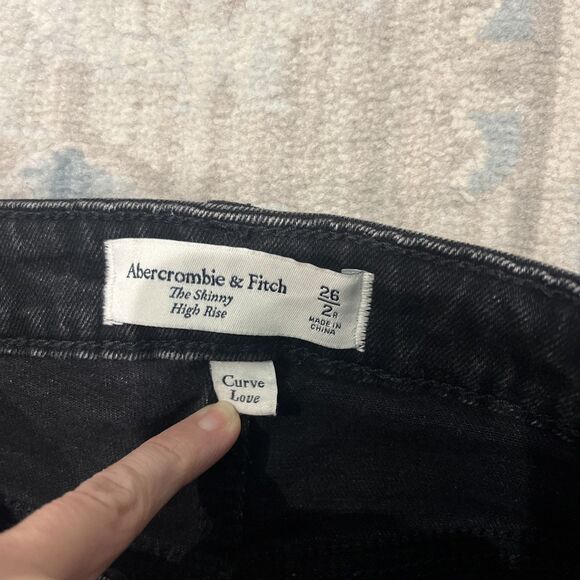 Abercrombie & Fitch
The Skinny
High Rise
26
2R
MADE IN
CHINA
Curve
Love